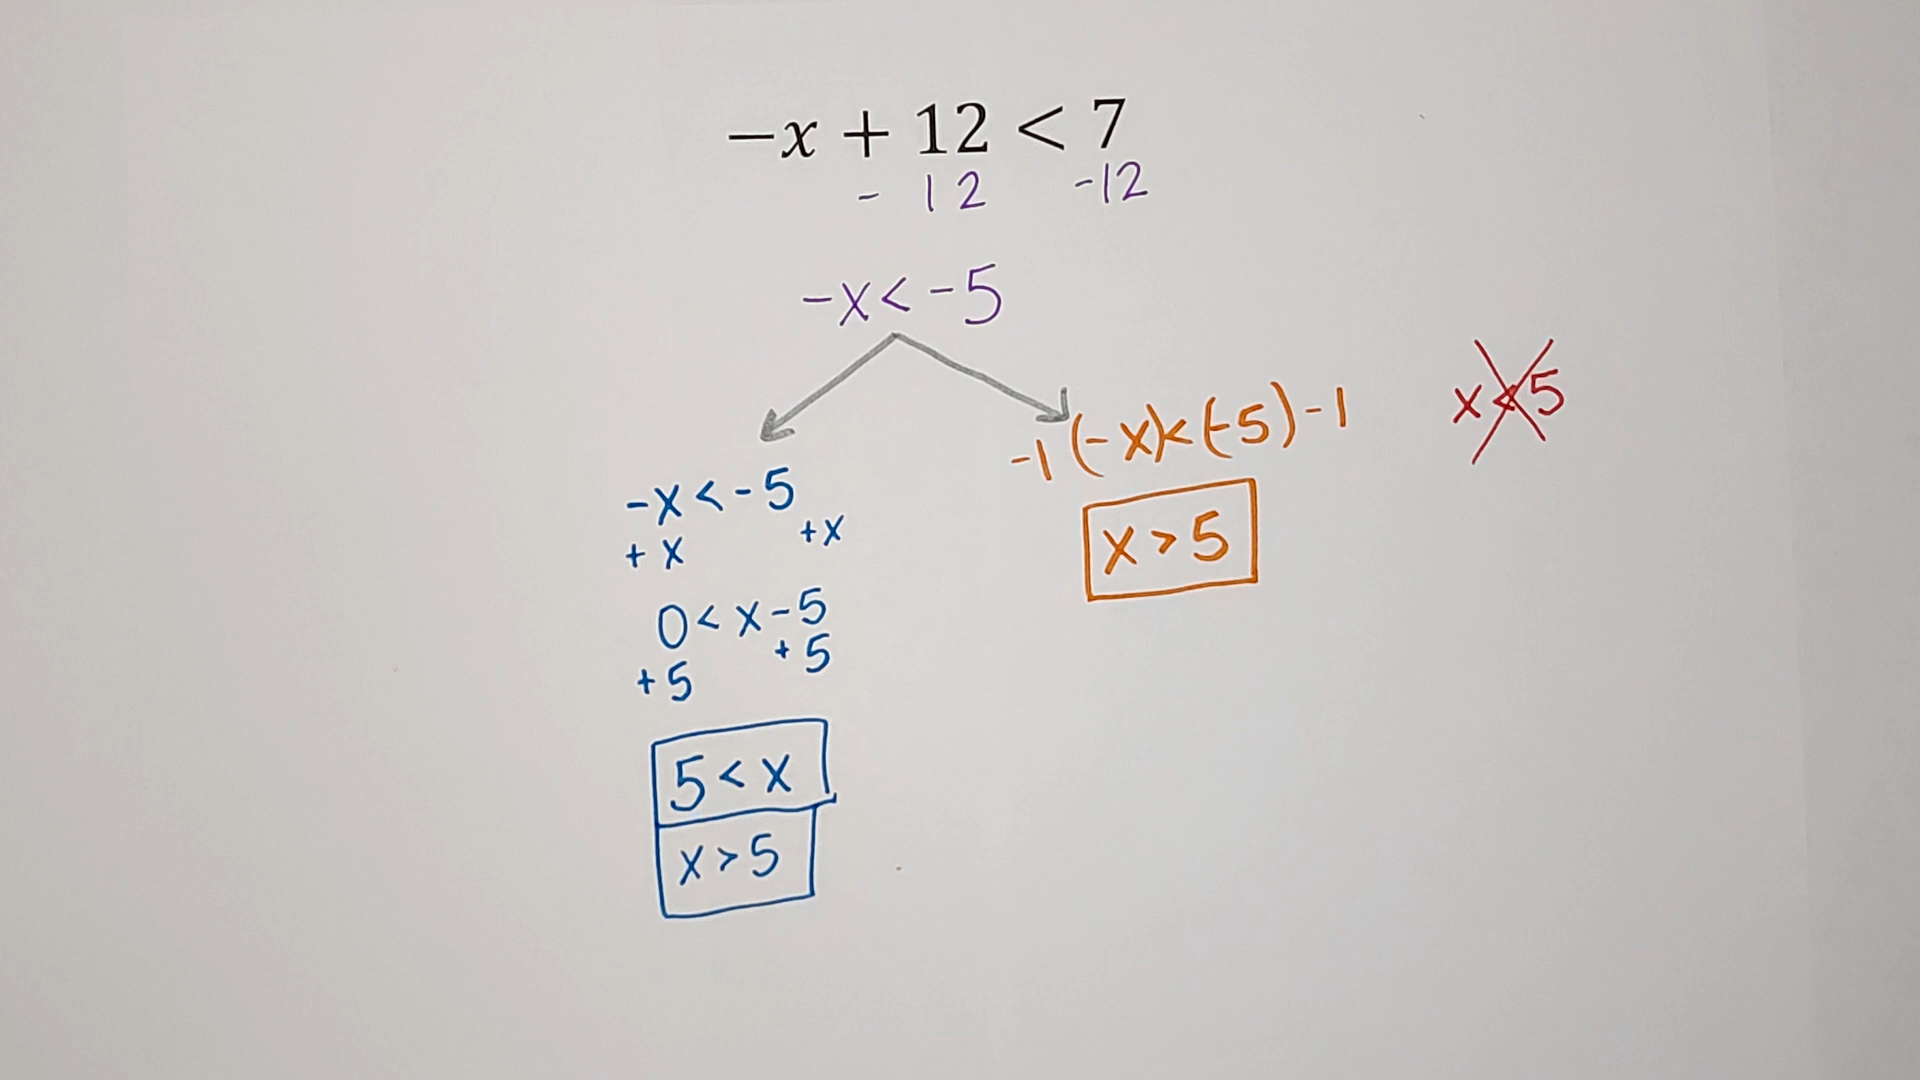 −x + 12 < 7
- 12 -12
-x < -5
-x < -5
+x +x
0 < x - 5
+5 +5
5 < x
x > 5
-1 (-x) < (-5) -1
x > 5
x < 5